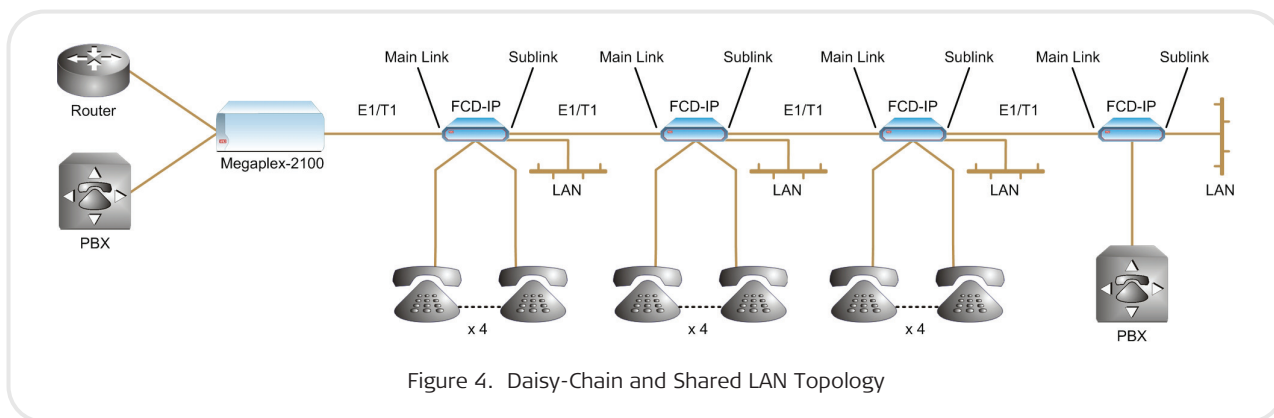 Main Link
Sublink
Main Link
Sublink
Main Link
Sublink
Main Link
Sublink
Router
E1/T1
FCD-IP
E1/T1
FCD-IP
E1/T1
FCD-IP
E1/T1
FCD-IP
Megaplex-2100
LAN
LAN
LAN
LAN
PBX
x 4
x 4
x 4
PBX
Figure 4. Daisy-Chain and Shared LAN Topology